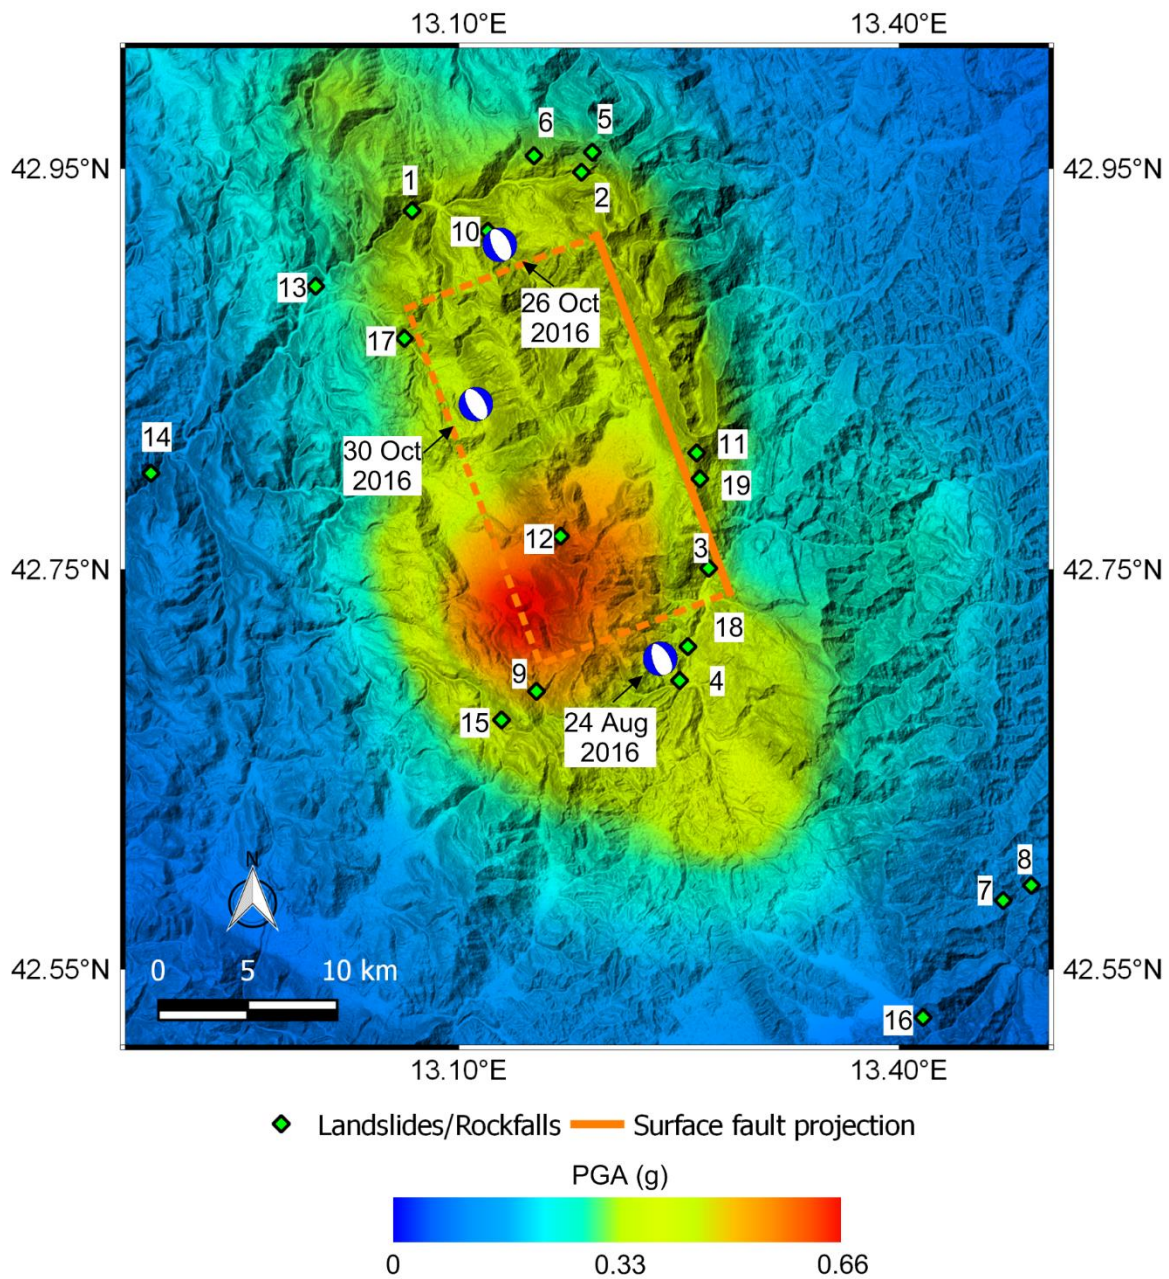 13.10°E 13.40°E
5
6
42.95°N 42.95°N
1
2
10
13
26 Oct
2016
17
14
30 Oct
2016
11
19
12
3
42.75°N 42.75°N
18
9
4
15
24 Aug
2016
8
7
N
0 5 10 km
42.55°N 42.55°N
16
13.10°E 13.40°E
Landslides/Rockfalls Surface fault projection
PGA (g)
0 0.33 0.66